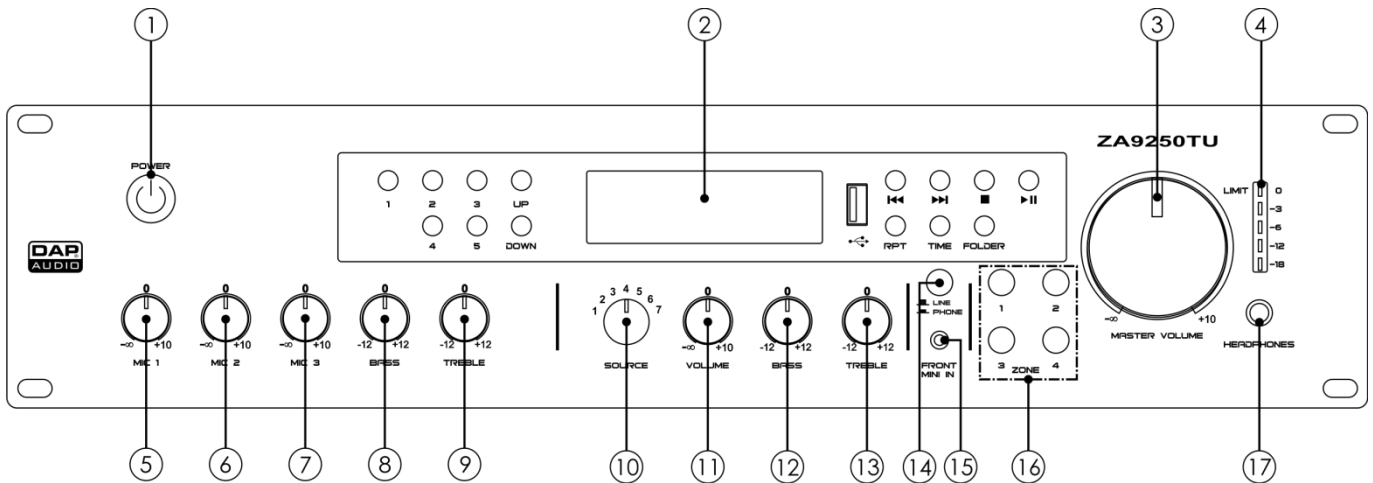 1 2 3 4
ZA9250TU
POWER
LIMIT 0
-3
-6
-12
-18
1 2 3 UP
4 5 DOWN
RPT TIME FOLDER
DAP®
AUDIO
0
-∞ +10
MIC 1
0
-∞ +10
MIC 2
0
-∞ +10
MIC 3
0
-12 +12
BASS
0
-12 +12
TREBLE
1 2 3 4 5 6 7
SOURCE
0
-∞ +10
VOLUME
0
-12 +12
BASS
0
-12 +12
TREBLE
LINE
PHONE
FRONT
MINI IN
1 2
3 4
ZONE
-∞ +10
MASTER VOLUME
HEADPHONES
5 6 7 8 9 10 11 12 13 14 15 16 17